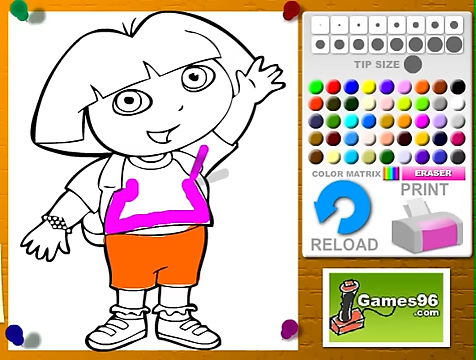 TIP SIZE
COLOR MATRIX
ERASER
PRINT
RELOAD
Games96
.com